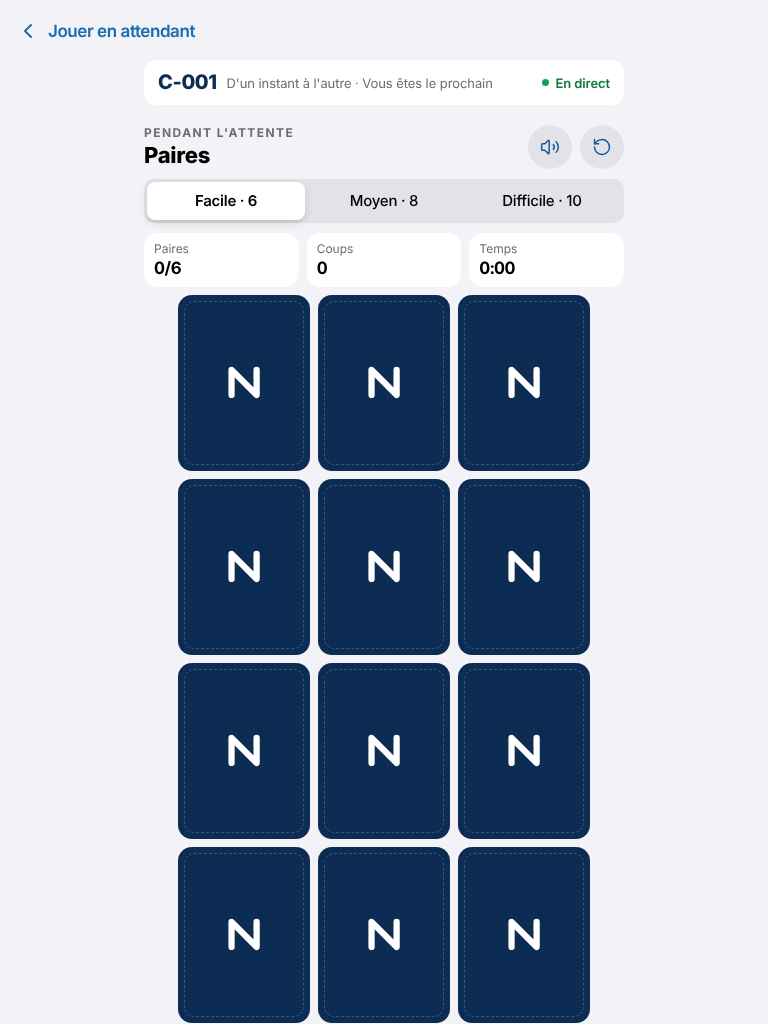 Jouer en attendant
C-001 D'un instant à l'autre · Vous êtes le prochain En direct
PENDANT L'ATTENTE
Paires
Facile · 6 Moyen · 8 Difficile · 10
Paires Coups Temps
0/6 0 0:00
N N N
N N N
N N N
N N N